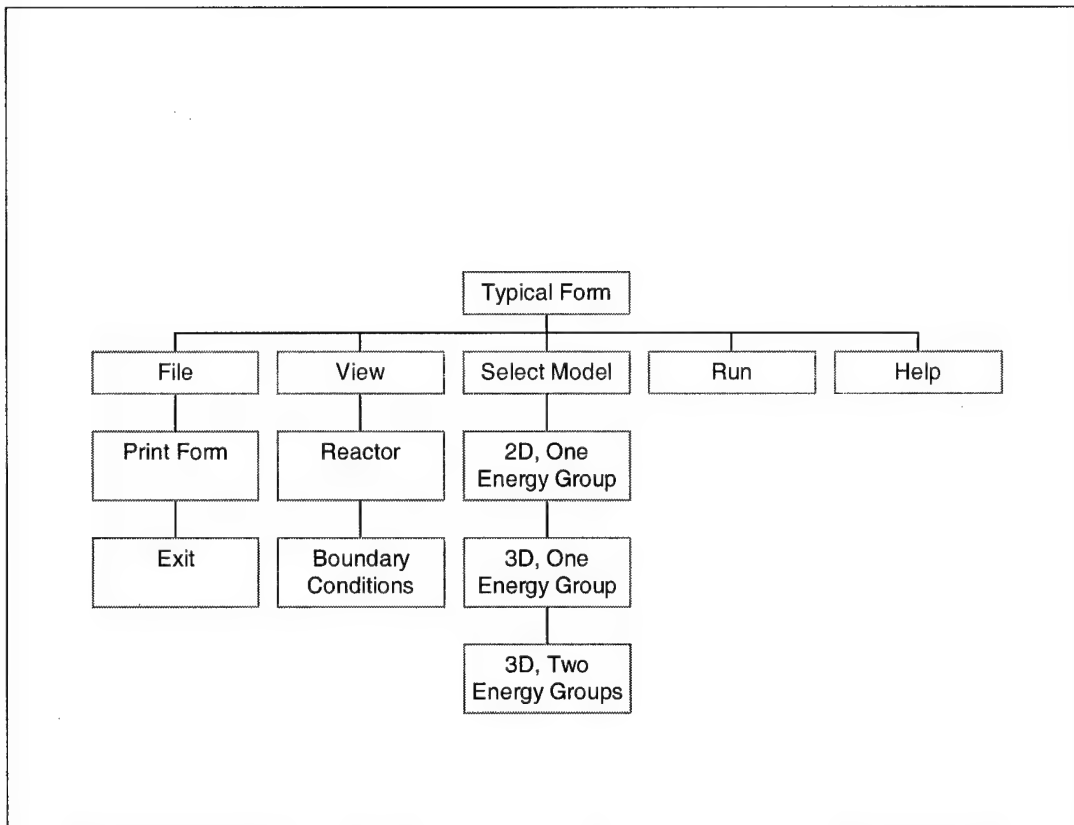 Typical Form
File
View
Select Model
Run
Help
Print Form
Reactor
2D, One
Energy Group
Exit
Boundary
Conditions
3D, One
Energy Group
3D, Two
Energy Groups